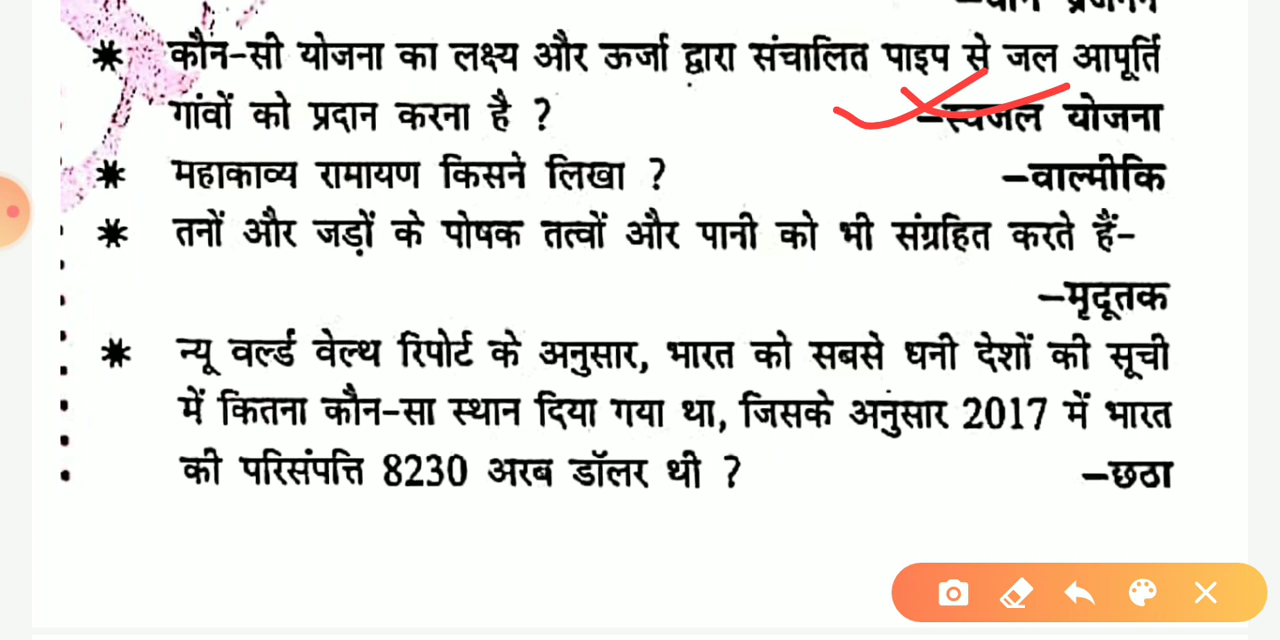 * कौन-सी योजना का लक्ष्य और ऊर्जा द्वारा संचालित पाइप से जल आपूर्ति
गांवों को प्रदान करना है ? –स्वजल योजना
* महाकाव्य रामायण किसने लिखा ? –वाल्मीकि
* तनों और जड़ों के पोषक तत्वों और पानी को भी संग्रहित करते हैं-
–मृदूतक
* न्यू वर्ल्ड वेल्थ रिपोर्ट के अनुसार, भारत को सबसे धनी देशों की सूची
में कितना कौन-सा स्थान दिया गया था, जिसके अनुसार 2017 में भारत
की परिसंपत्ति 8230 अरब डॉलर थी ? –छठा